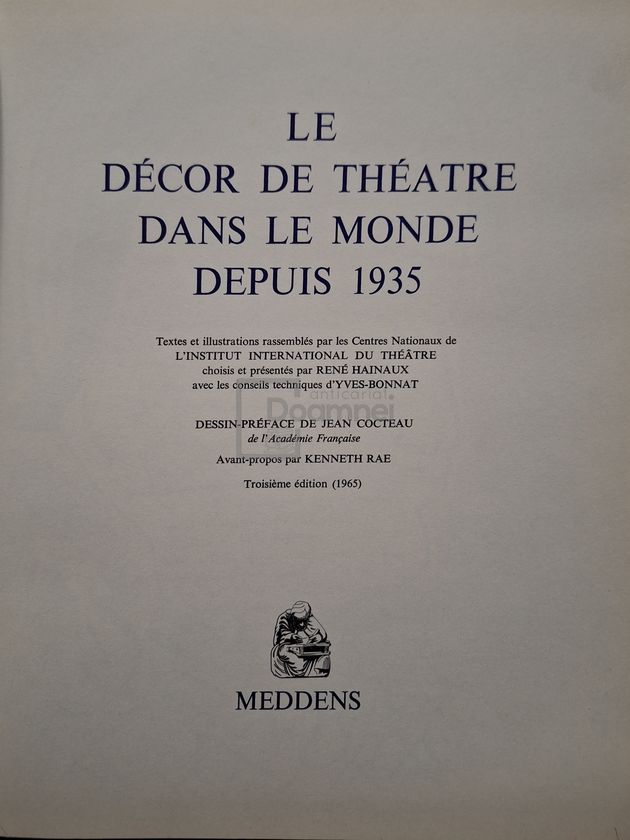 LE
DÉCOR DE THÉATRE
DANS LE MONDE
DEPUIS 1935
Textes et illustrations rassemblés par les Centres Nationaux de
L'INSTITUT INTERNATIONAL DU THÉÂTRE
choisis et présentés par RENÉ HAINAUX
avec les conseils techniques d'YVES-BONNAT
anticariat
Doamnei
DESSIN-PRÉFACE DE JEAN COCTEAU
de l'Académie Française
Avant-propos par KENNETH RAE
Troisième édition (1965)
MEDDENS